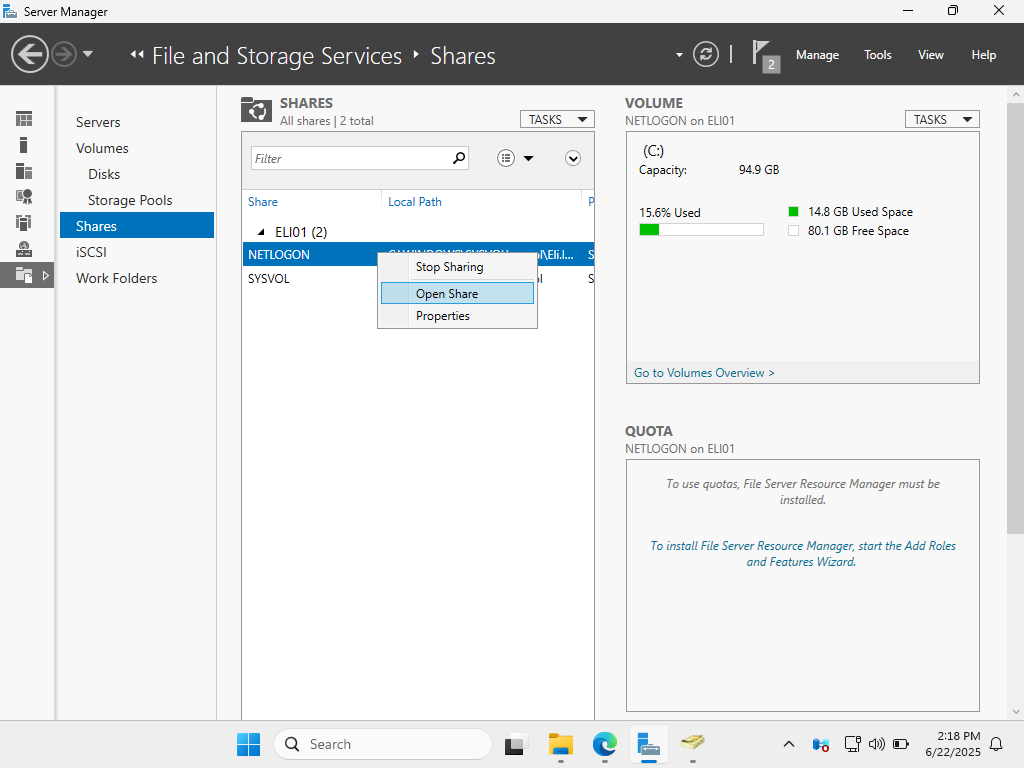 Server Manager
File and Storage Services Shares
2 Manage Tools View Help
Servers
Volumes
Disks
Storage Pools
Shares
iSCSI
Work Folders
SHARES
All shares | 2 total
TASKS
Filter
Share Local Path P
ELI01 (2)
NETLOGON
SYSVOL
Stop Sharing
Open Share
Properties
VOLUME
NETLOGON on ELI01
TASKS
(C:)
Capacity: 94.9 GB
15.6% Used
14.8 GB Used Space
80.1 GB Free Space
Go to Volumes Overview >
QUOTA
NETLOGON on ELI01
To use quotas, File Server Resource Manager must be
installed.
To install File Server Resource Manager, start the Add Roles
and Features Wizard.
Search
2:18 PM
6/22/2025